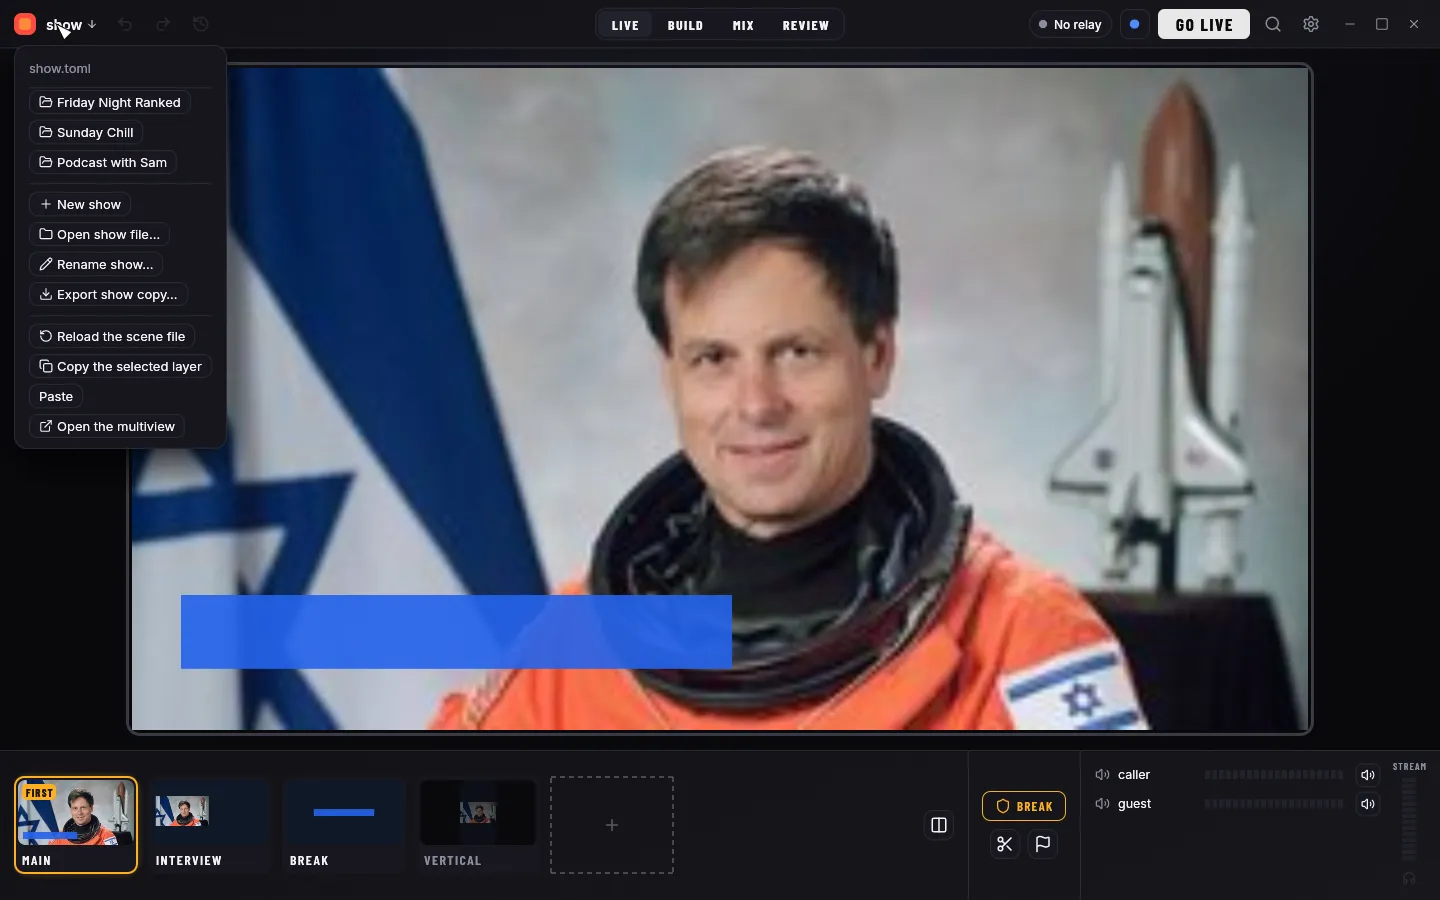 show
LIVE
BUILD
MIX
REVIEW
No relay
GO LIVE
show.toml
Friday Night Ranked
Sunday Chill
Podcast with Sam
New show
Open show file...
Rename show...
Export show copy...
Reload the scene file
Copy the selected layer
Paste
Open the multiview
FIRST
MAIN
INTERVIEW
BREAK
VERTICAL
BREAK
caller
guest
STREAM